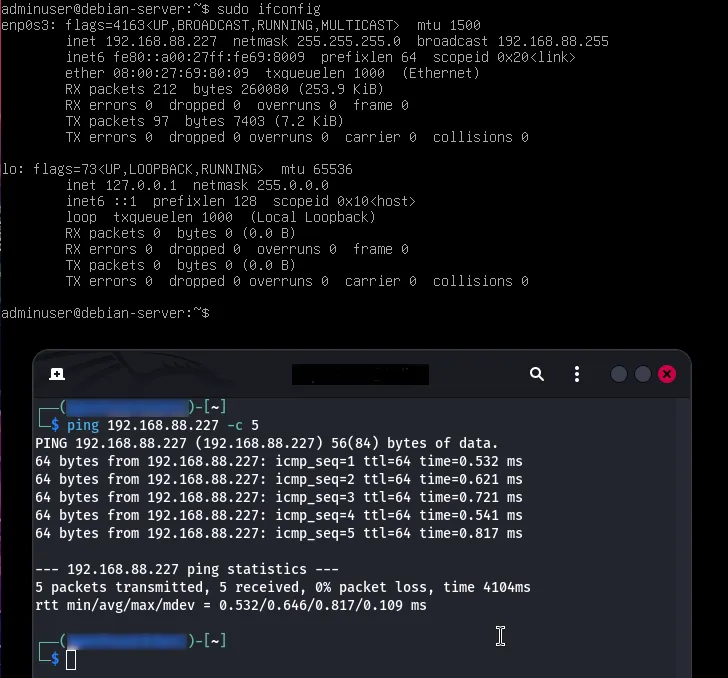 adminuser@debian-server:~$ sudo ifconfig
enp0s3: flags=4163<UP,BROADCAST,RUNNING,MULTICAST>  mtu 1500
        inet 192.168.88.227  netmask 255.255.255.0  broadcast 192.168.88.255
        inet6 fe80::a00:27ff:fe69:8009  prefixlen 64  scopeid 0x20<link>
        ether 08:00:27:69:80:09  txqueuelen 1000  (Ethernet)
        RX packets 212  bytes 260080 (253.9 KiB)
        RX errors 0  dropped 0  overruns 0  frame 0
        TX packets 97  bytes 7403 (7.2 KiB)
        TX errors 0  dropped 0 overruns 0  carrier 0  collisions 0
lo: flags=73<UP,LOOPBACK,RUNNING>  mtu 65536
        inet 127.0.0.1  netmask 255.0.0.0
        inet6 ::1  prefixlen 128  scopeid 0x10<host>
        loop  txqueuelen 1000  (Local Loopback)
        RX packets 0  bytes 0 (0.0 B)
        RX errors 0  dropped 0  overruns 0  frame 0
        TX packets 0  bytes 0 (0.0 B)
        TX errors 0  dropped 0 overruns 0  carrier 0  collisions 0
adminuser@debian-server:~$
┌──( )-[~]
└─$ ping 192.168.88.227 -c 5
PING 192.168.88.227 (192.168.88.227) 56(84) bytes of data.
64 bytes from 192.168.88.227: icmp_seq=1 ttl=64 time=0.532 ms
64 bytes from 192.168.88.227: icmp_seq=2 ttl=64 time=0.621 ms
64 bytes from 192.168.88.227: icmp_seq=3 ttl=64 time=0.721 ms
64 bytes from 192.168.88.227: icmp_seq=4 ttl=64 time=0.541 ms
64 bytes from 192.168.88.227: icmp_seq=5 ttl=64 time=0.817 ms
--- 192.168.88.227 ping statistics ---
5 packets transmitted, 5 received, 0% packet loss, time 4104ms
rtt min/avg/max/mdev = 0.532/0.646/0.817/0.109 ms
┌──( )-[~]
└─$